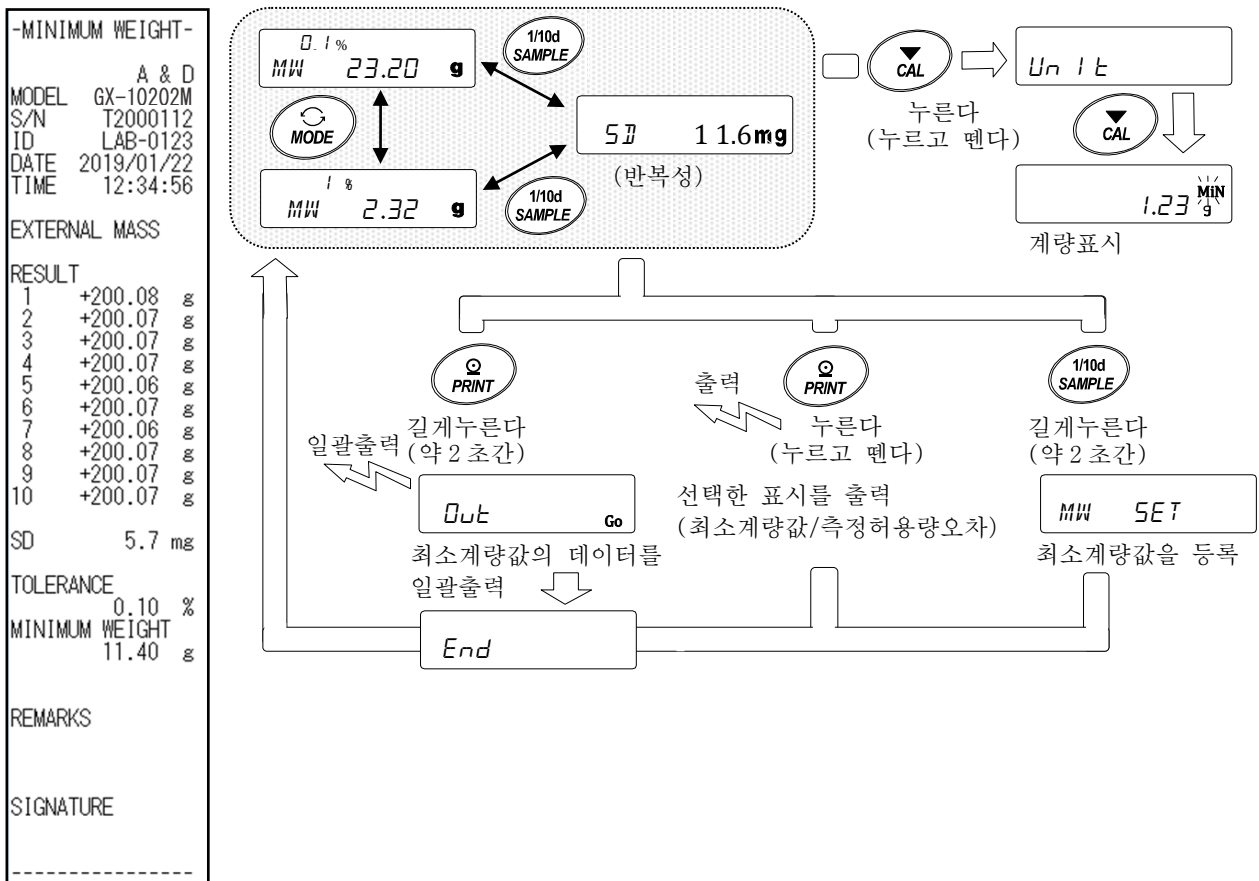 -MINIMUM WEIGHT-
A & D
MODEL GX-10202M
S/N T2000112
ID LAB-0123
DATE 2019/01/22
TIME 12:34:56
EXTERNAL MASS
RESULT
1 +200.08 g
2 +200.07 g
3 +200.07 g
4 +200.07 g
5 +200.06 g
6 +200.07 g
7 +200.06 g
8 +200.07 g
9 +200.07 g
10 +200.07 g
SD 5.7 mg
TOLERANCE
0.10 %
MINIMUM WEIGHT
11.40 g
REMARKS
SIGNATURE
----------------
0.1 %
MW 23.20 g
1/10d
SAMPLE
MODE
SD 11.6mg
(반복성)
1 %
MW 2.32 g
1/10d
SAMPLE
CAL
누른다
(누르고 뗀다)
Unit
CAL
1.23 MiN
g
계량표시
PRINT
길게누른다
(약 2 초간)
일괄출력
Out Go
최소계량값의 데이터를
일괄출력
End
출력
PRINT
누른다
(누르고 뗀다)
선택한 표시를 출력
(최소계량값/측정허용량오차)
1/10d
SAMPLE
길게누른다
(약 2 초간)
MW SET
최소계량값을 등록